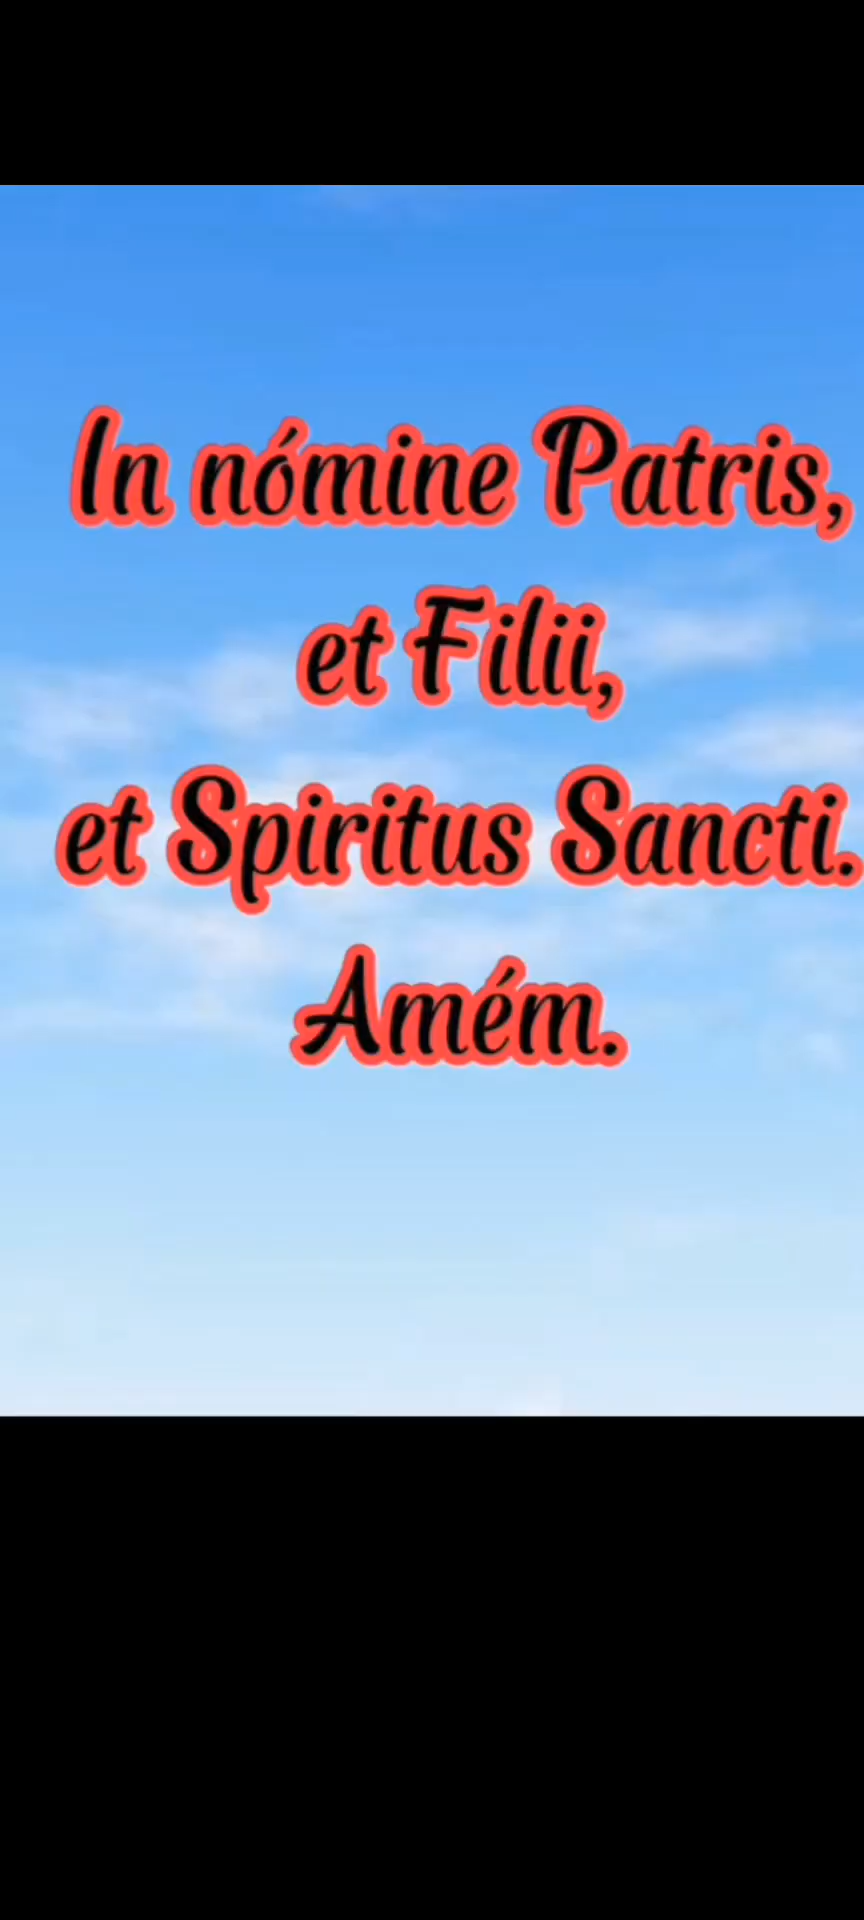 In nómine Patris,
et Filii,
et Spiritus Sancti.
Amém.